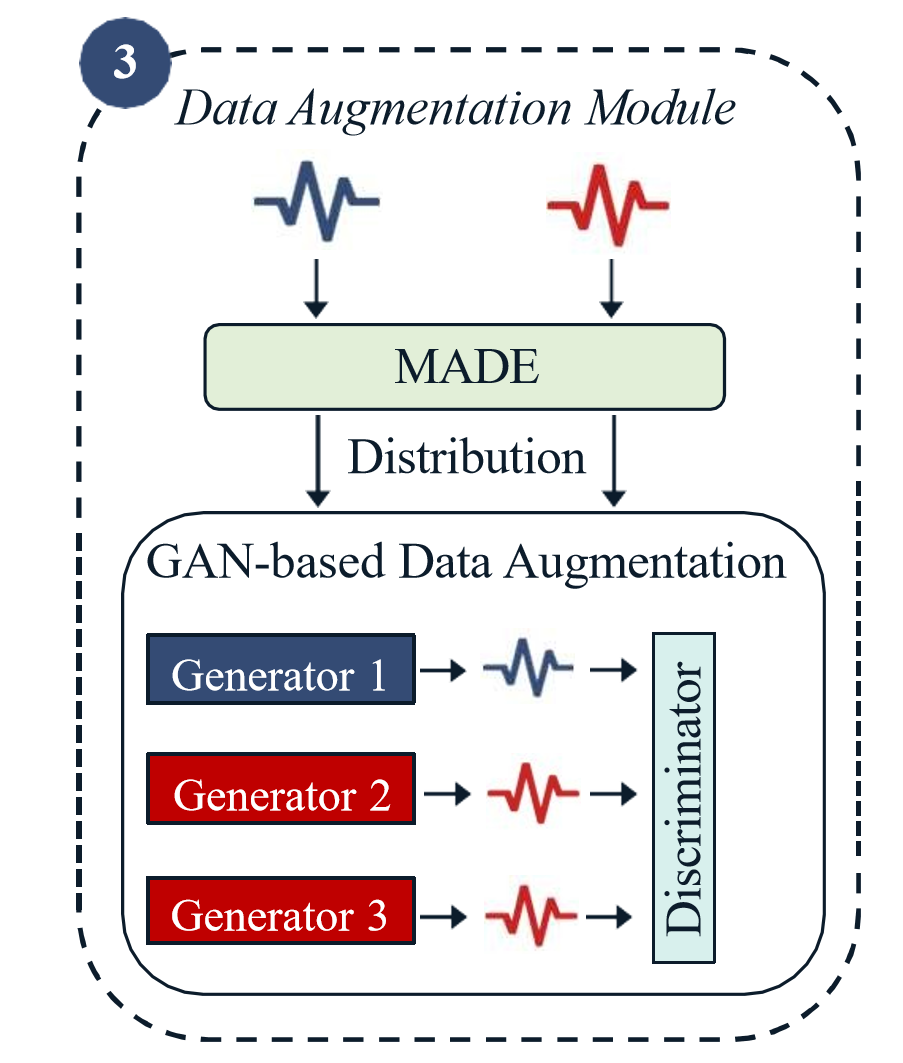 3
Data Augmentation Module
MADE
Distribution
GAN-based Data Augmentation
Generator 1
Generator 2
Generator 3
Discriminator